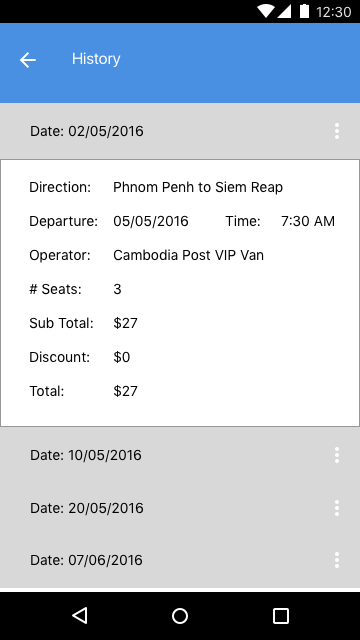 12:30
History
Date: 02/05/2016
Direction: Phnom Penh to Siem Reap
Departure: 05/05/2016 Time: 7:30 AM
Operator: Cambodia Post VIP Van
# Seats: 3
Sub Total: $27
Discount: $0
Total: $27
Date: 10/05/2016
Date: 20/05/2016
Date: 07/06/2016